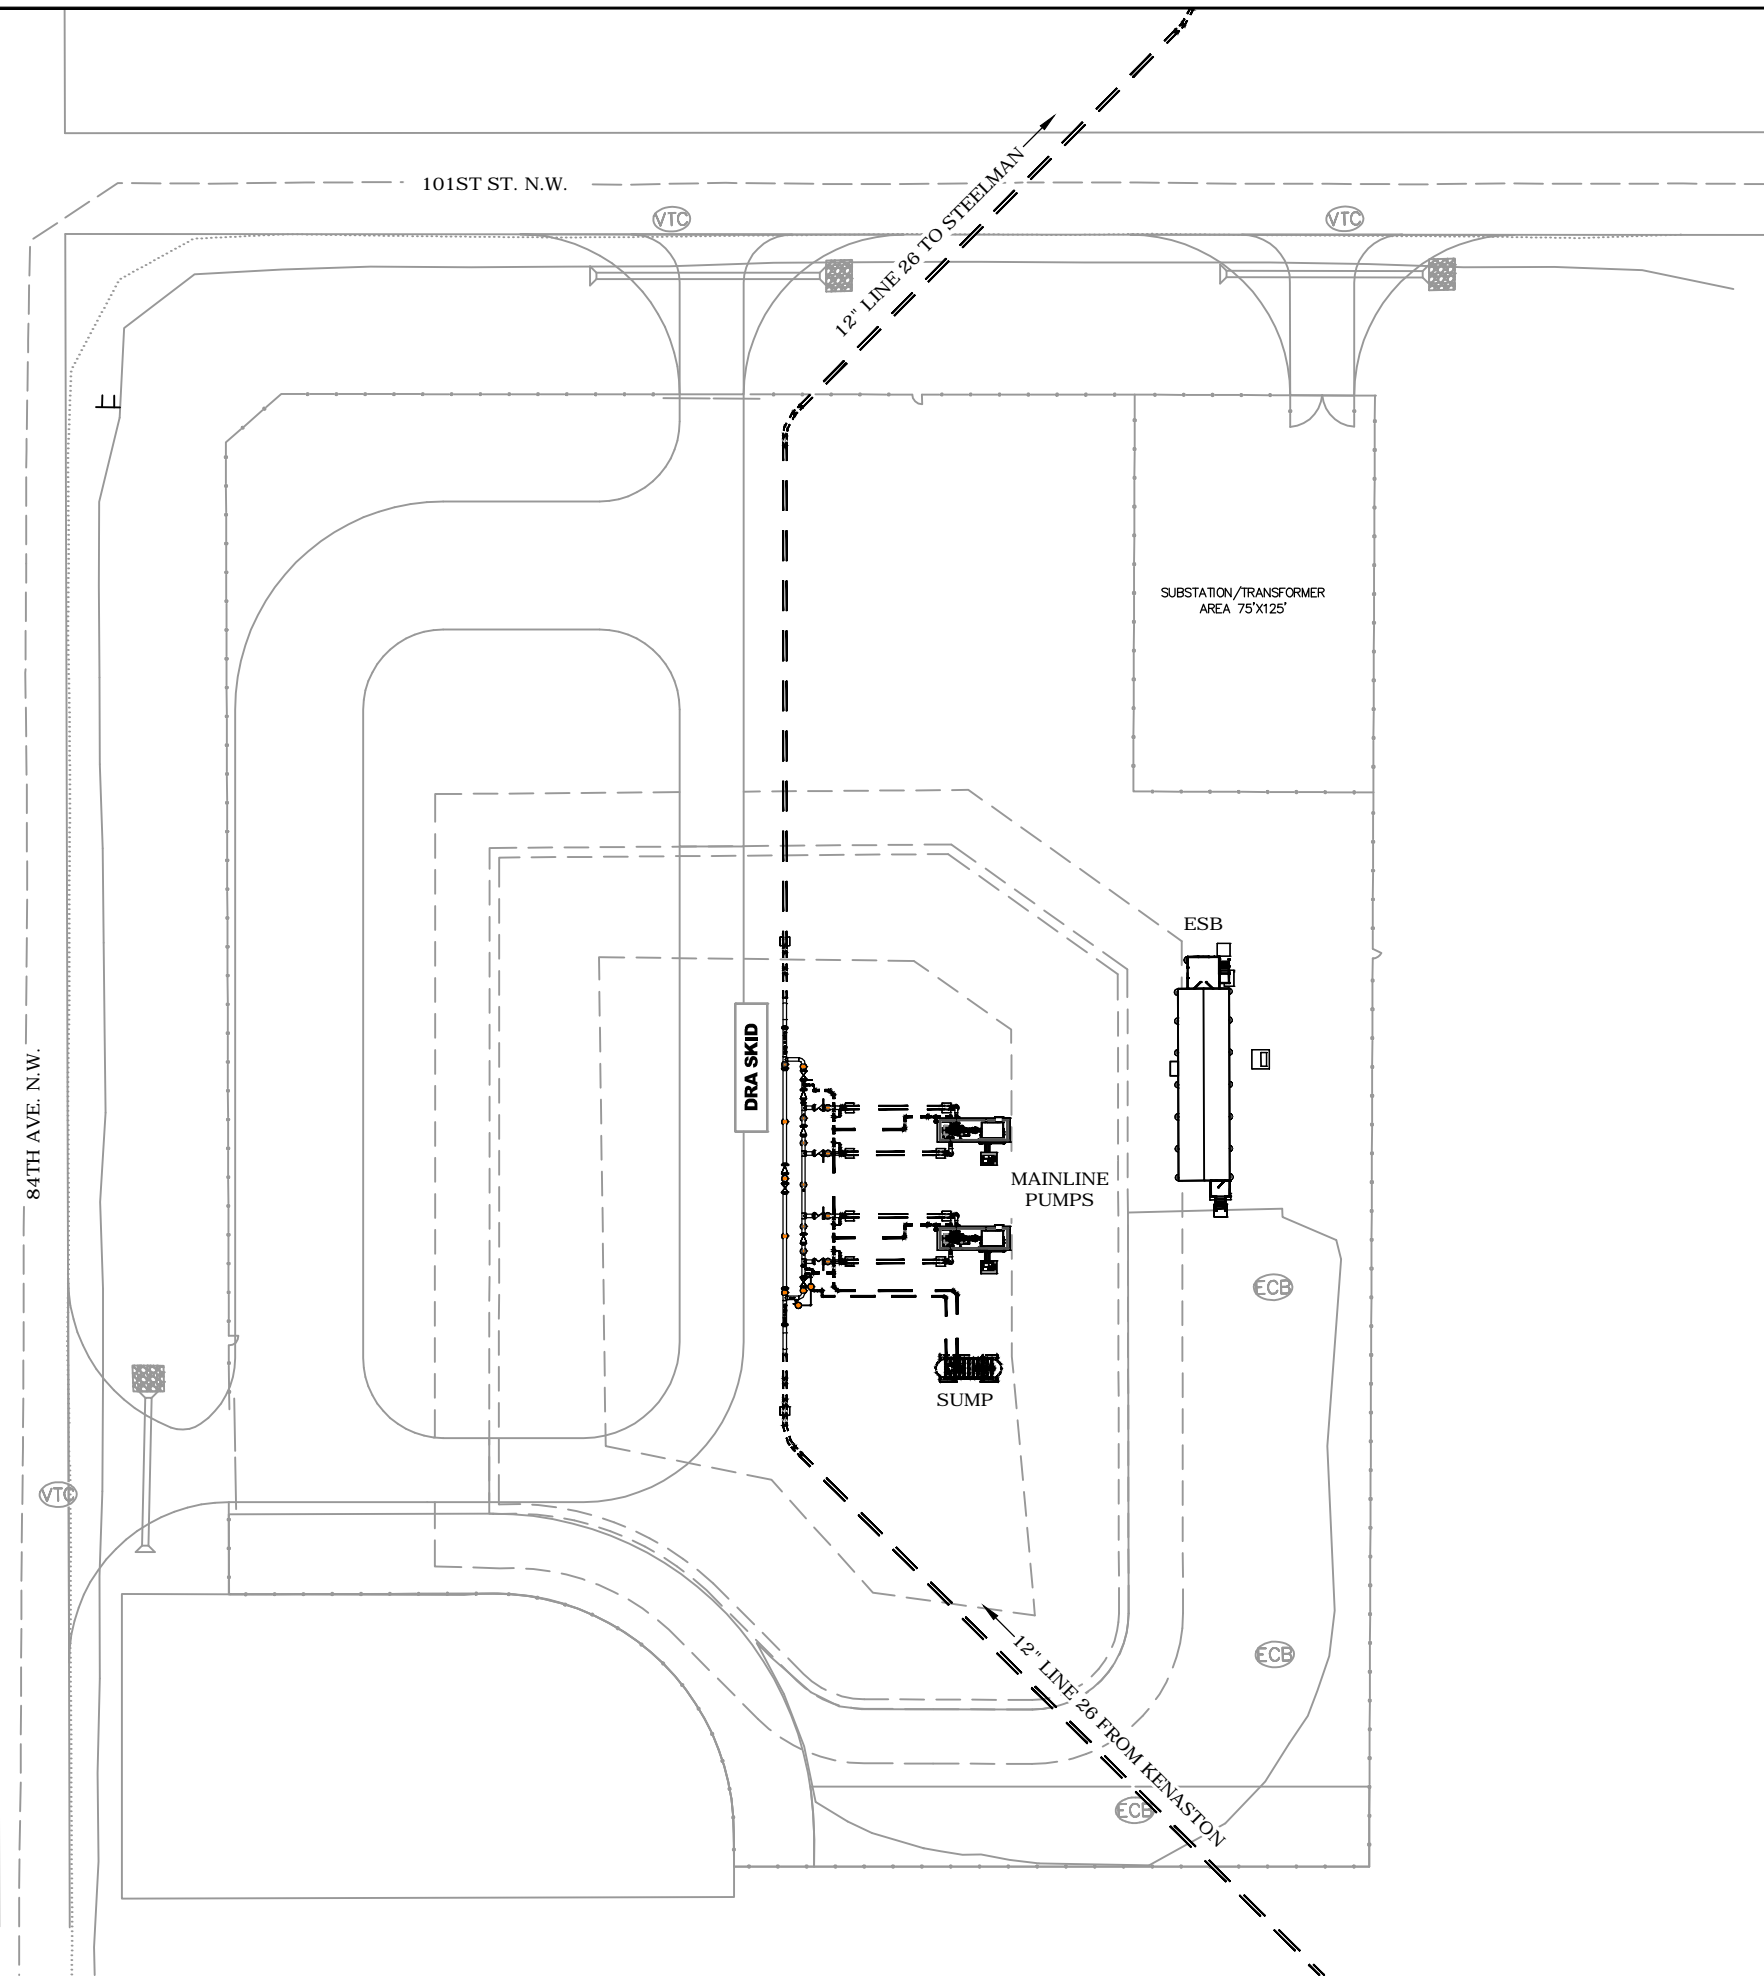 101ST ST. N.W.
VTC
VTC
12" LINE 26 TO STEELMAN
SUBSTATION/TRANSFORMER
AREA 75'X125'
ESB
DRA SKID
84TH AVE. N.W.
MAINLINE
PUMPS
ECB
SUMP
VTC
ECB
12" LINE 26 FROM KENASTON
ECB